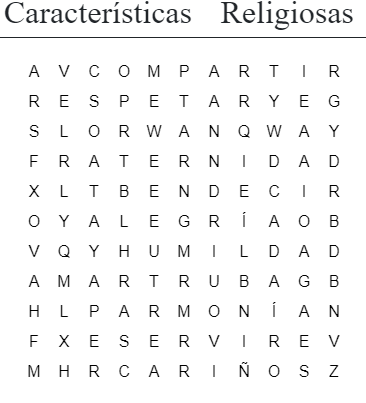 Características Religiosas
A V C O M P A R T I R
R E S P E T A R Y E G
S L O R W A N Q W A Y
F R A T E R N I D A D
X L T B E N D E C I R
O Y A L E G R Í A O B
V Q Y H U M I L D A D
A M A R T R U B A G B
H L P A R M O N Í A N
F X E S E R V I R E V
M H R C A R I Ñ O S Z